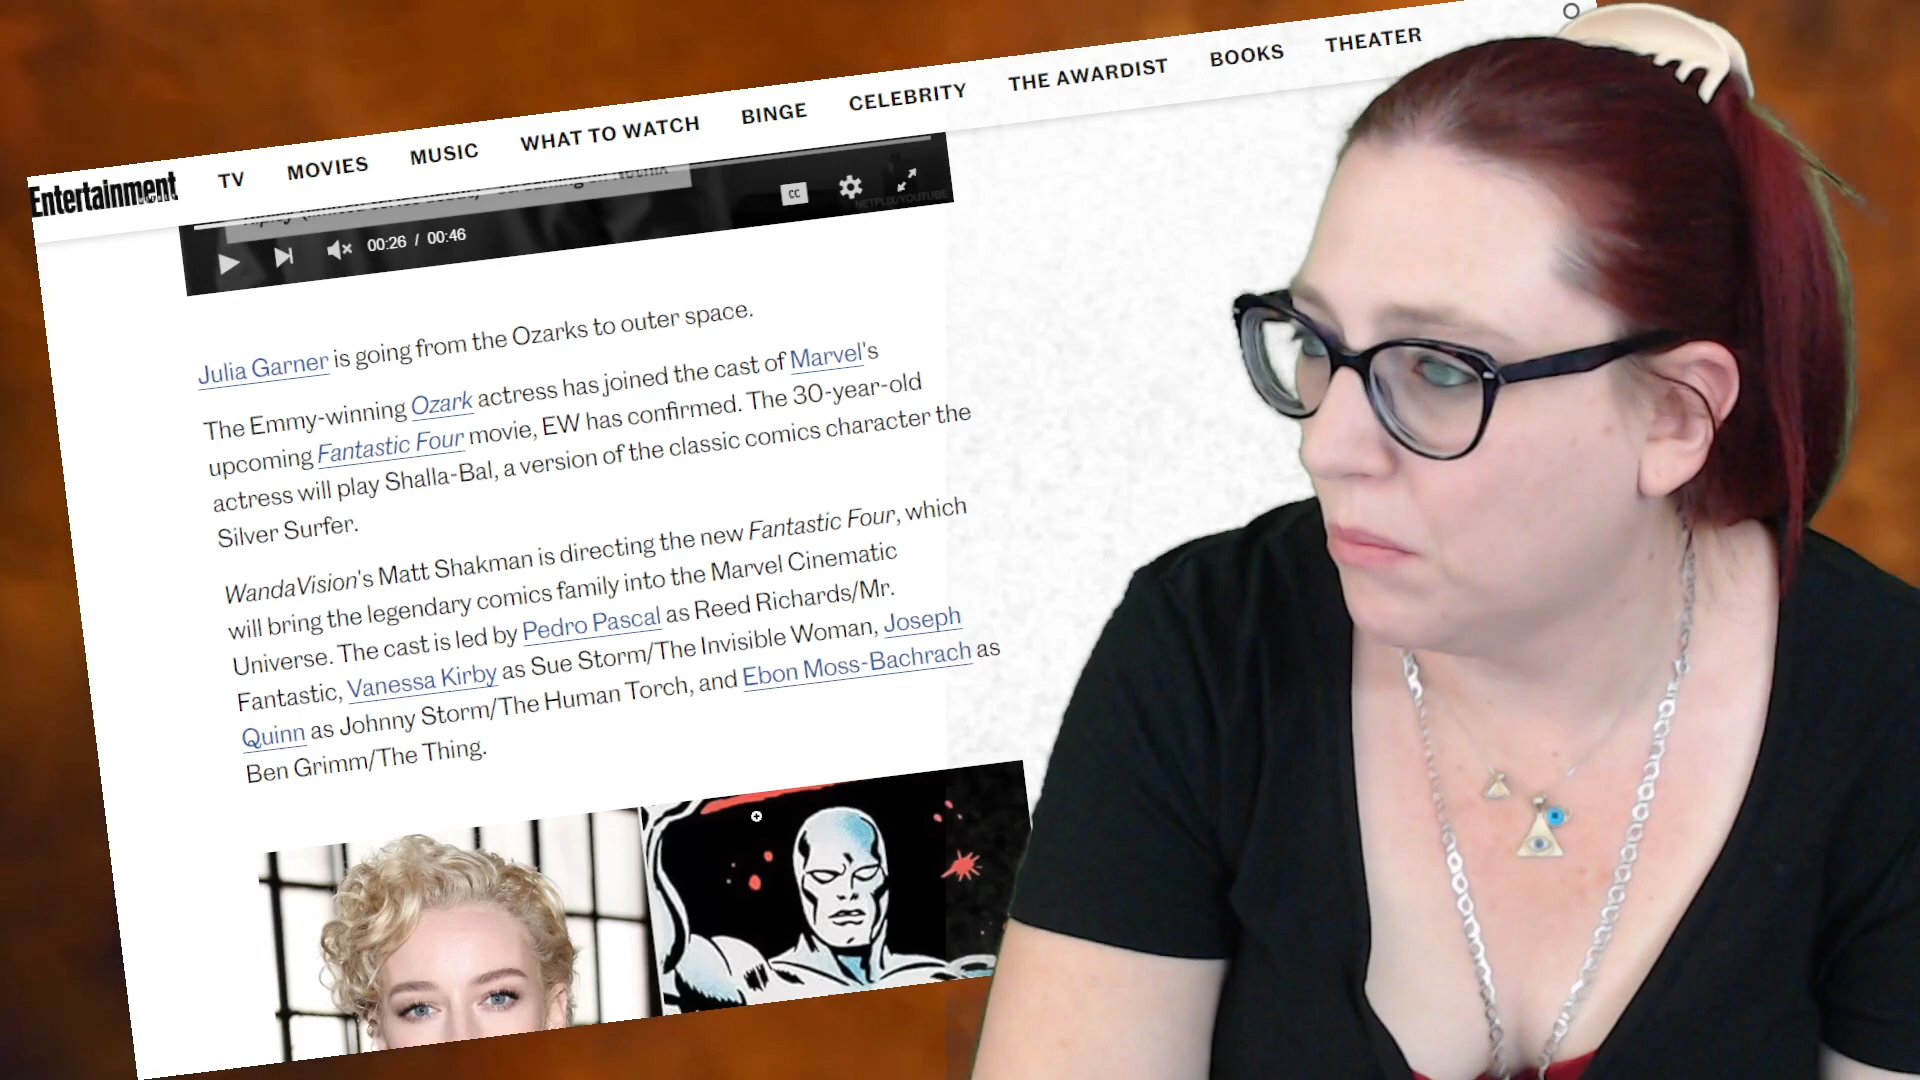 TV MOVIES MUSIC WHAT TO WATCH BINGE CELEBRITY THE AWARDIST BOOKS THEATER
Entertainment
CC
NETFLIX/YOUTUBE
00:26 / 00:46
Julia Garner is going from the Ozarks to outer space.
The Emmy-winning Ozark actress has joined the cast of Marvel's
upcoming Fantastic Four movie, EW has confirmed. The 30-year-old
actress will play Shalla-Bal, a version of the classic comics character the
Silver Surfer.
WandaVision's Matt Shakman is directing the new Fantastic Four, which
will bring the legendary comics family into the Marvel Cinematic
Universe. The cast is led by Pedro Pascal as Reed Richards/Mr.
Fantastic, Vanessa Kirby as Sue Storm/The Invisible Woman, Joseph
Quinn as Johnny Storm/The Human Torch, and Ebon Moss-Bachrach as
Ben Grimm/The Thing.